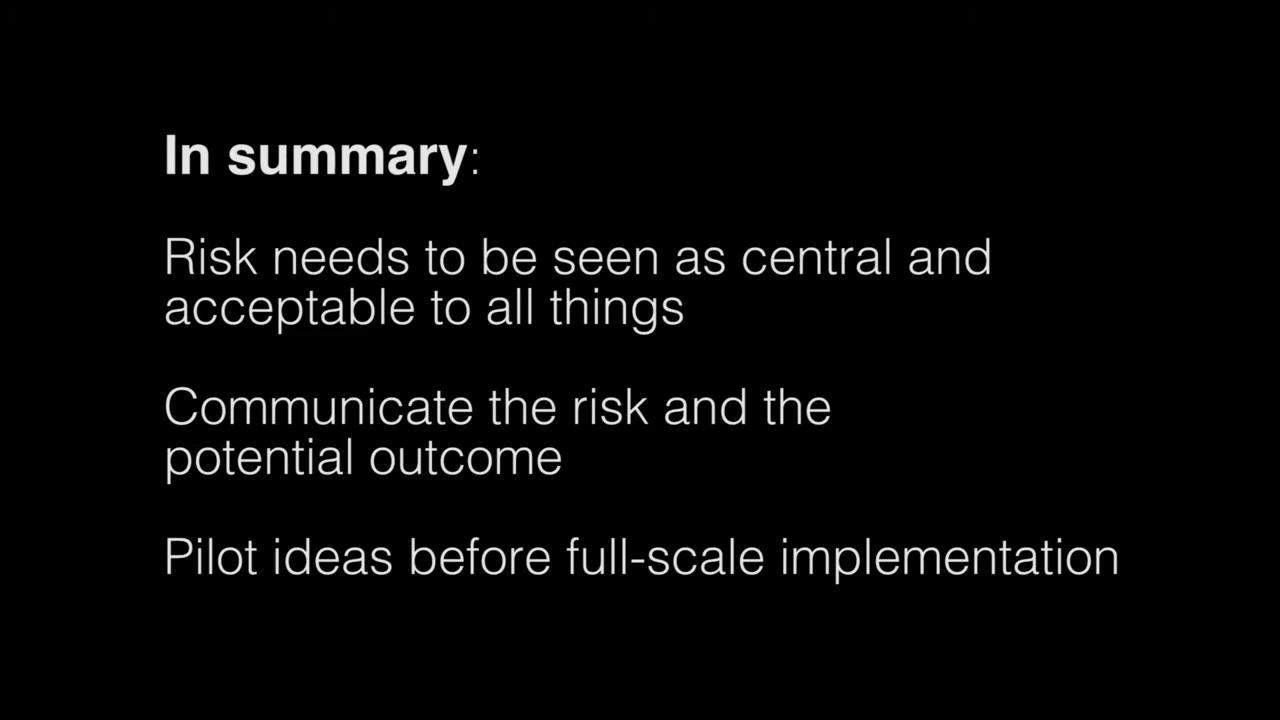 In summary:
Risk needs to be seen as central and
acceptable to all things
Communicate the risk and the
potential outcome
Pilot ideas before full-scale implementation